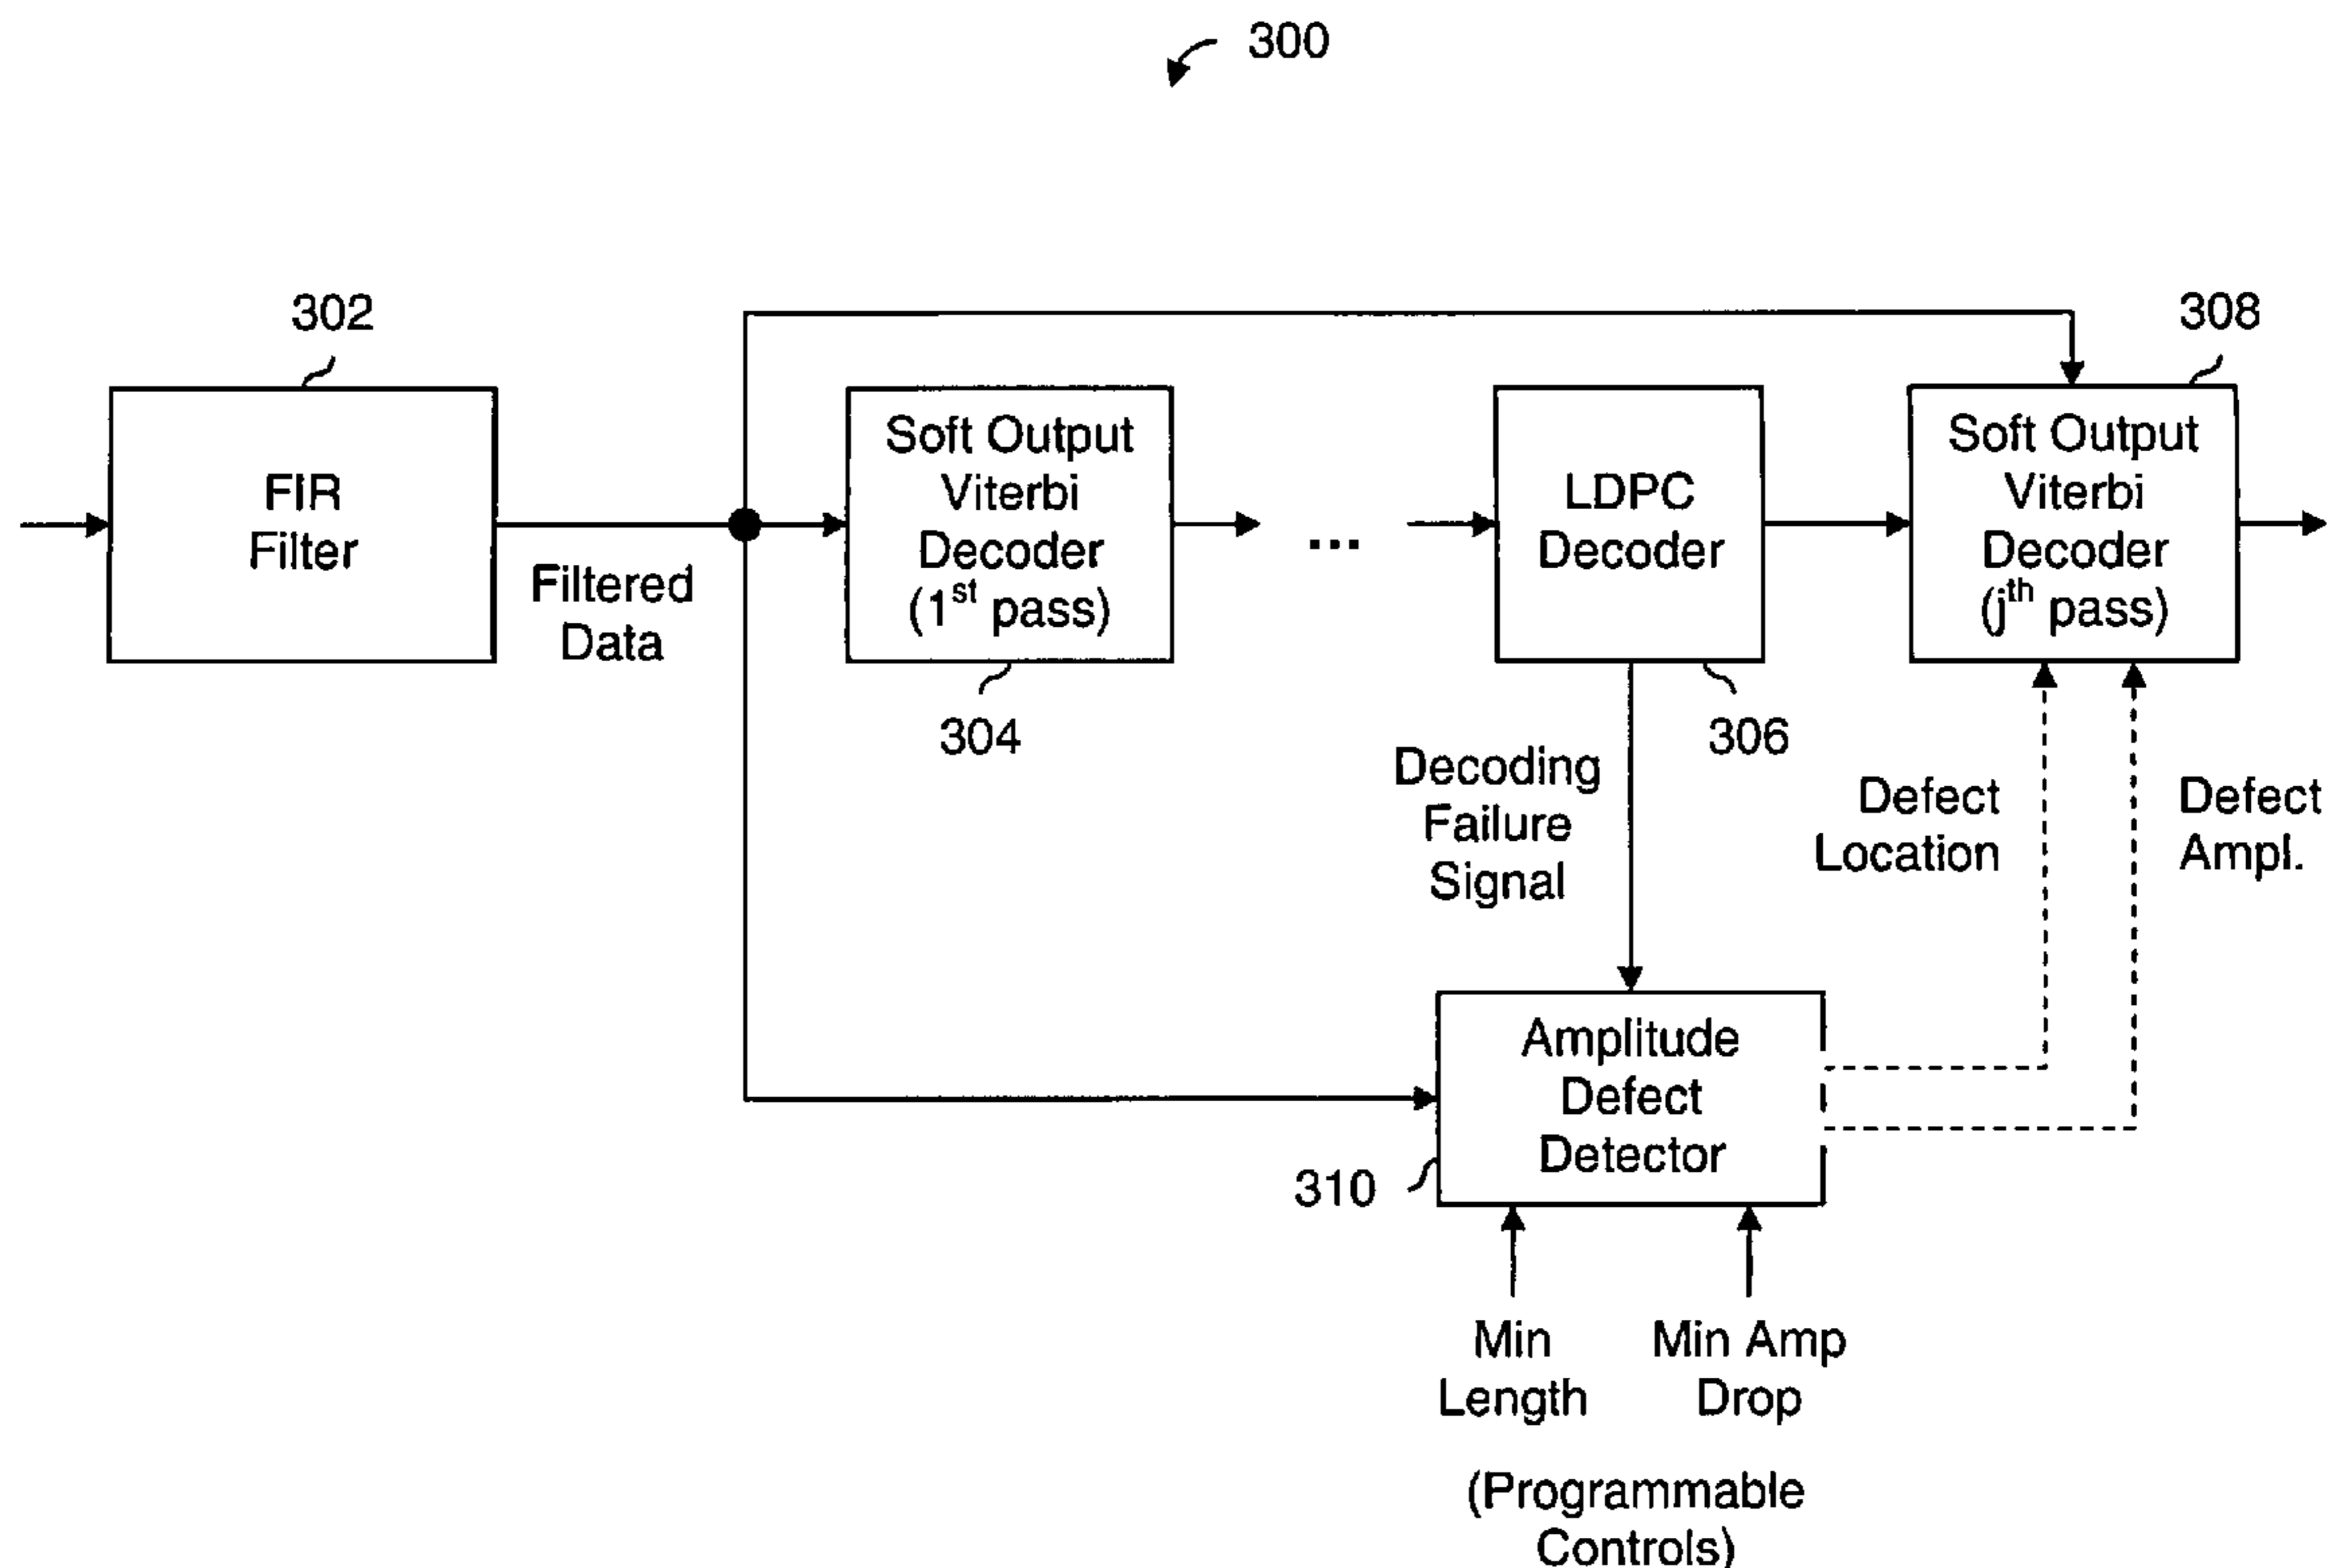 300
302
308
FIR
Filter
Filtered
Data
Soft Output
Viterbi
Decoder
(1st pass)
304
...
LDPC
Decoder
306
Soft Output
Viterbi
Decoder
(jth pass)
Decoding
Failure
Signal
Defect
Location
Defect
Ampl.
Amplitude
Defect
Detector
310
Min
Length
Min Amp
Drop
(Programmable
Controls)